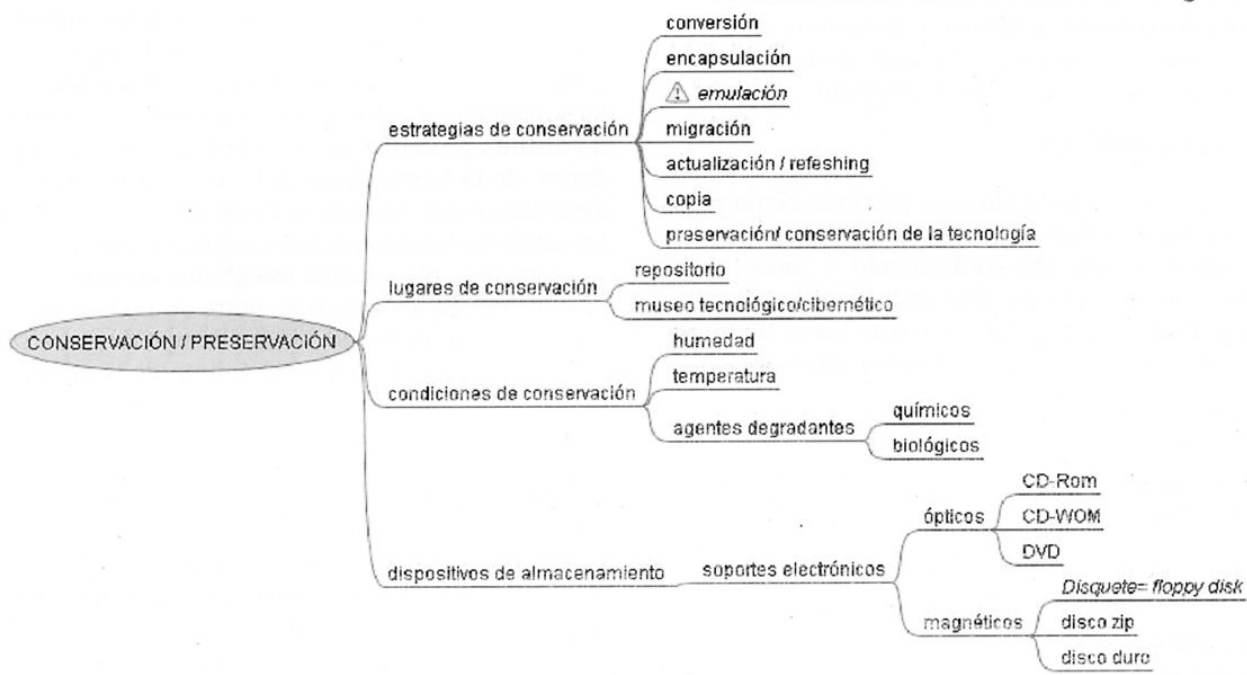 conversión
encapsulación
emulación
estrategias de conservación
migración
actualización / refeshing
copia
preservación/ conservación de la tecnología
repositorio
lugares de conservación
museo tecnológico/cibernético
CONSERVACIÓN / PRESERVACIÓN
humedad
temperatura
condiciones de conservación
agentes degradantes
químicos
biológicos
CD-Rom
ópticos
CD-WOM
DVD
dispositivos de almacenamiento
soportes electrónicos
Disquete= floppy disk
magnéticos
disco zip
disco duro